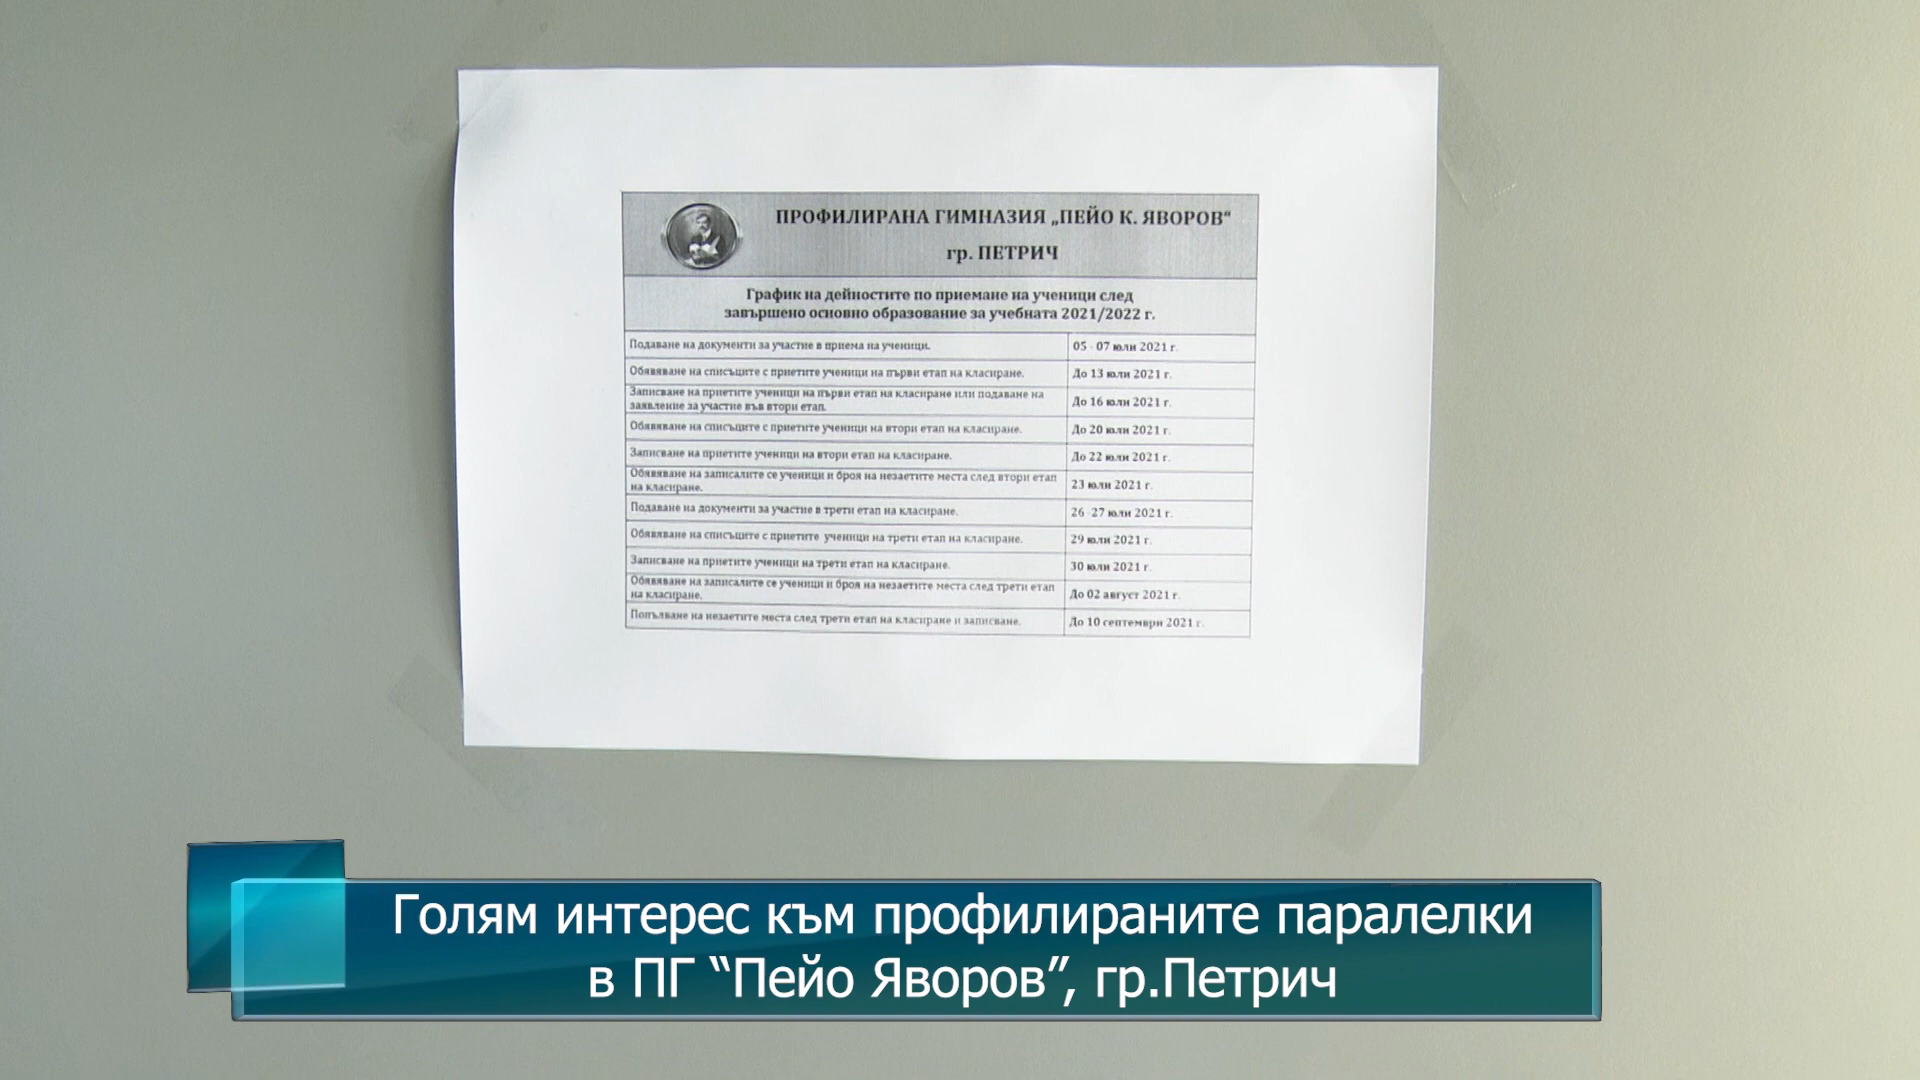 ПРОФИЛИРАНА ГИМНАЗИЯ „ПЕЙО К. ЯВОРОВ“
гр. ПЕТРИЧ
График на дейностите по приемане на ученици след
завършено основно образование за учебната 2021/2022 г.
Подаване на документи за участие в приема на ученици. 05 - 07 юли 2021 г.
Обявяване на списъците с приетите ученици на първи етап на класиране. До 13 юли 2021 г.
Записване на приетите ученици на първи етап на класиране или подаване на
заявление за участие във втори етап. До 16 юли 2021 г.
Обявяване на списъците с приетите ученици на втори етап на класиране. До 20 юли 2021 г.
Записване на приетите ученици на втори етап на класиране. До 22 юли 2021 г.
Обявяване на записалите се ученици и броя на незаетите места след втори етап
на класиране. 23 юли 2021 г.
Подаване на документи за участие в трети етап на класиране. 26 -27 юли 2021 г.
Обявяване на списъците с приетите ученици на трети етап на класиране. 29 юли 2021 г.
Записване на приетите ученици на трети етап на класиране. 30 юли 2021 г.
Обявяване на записалите се ученици и броя на незаетите места след трети етап
на класиране. До 02 август 2021 г.
Попълване на незаетите места след трети етап на класиране и записване. До 10 септември 2021 г.
Голям интерес към профилираните паралелки
в ПГ “Пейо Яворов”, гр.Петрич